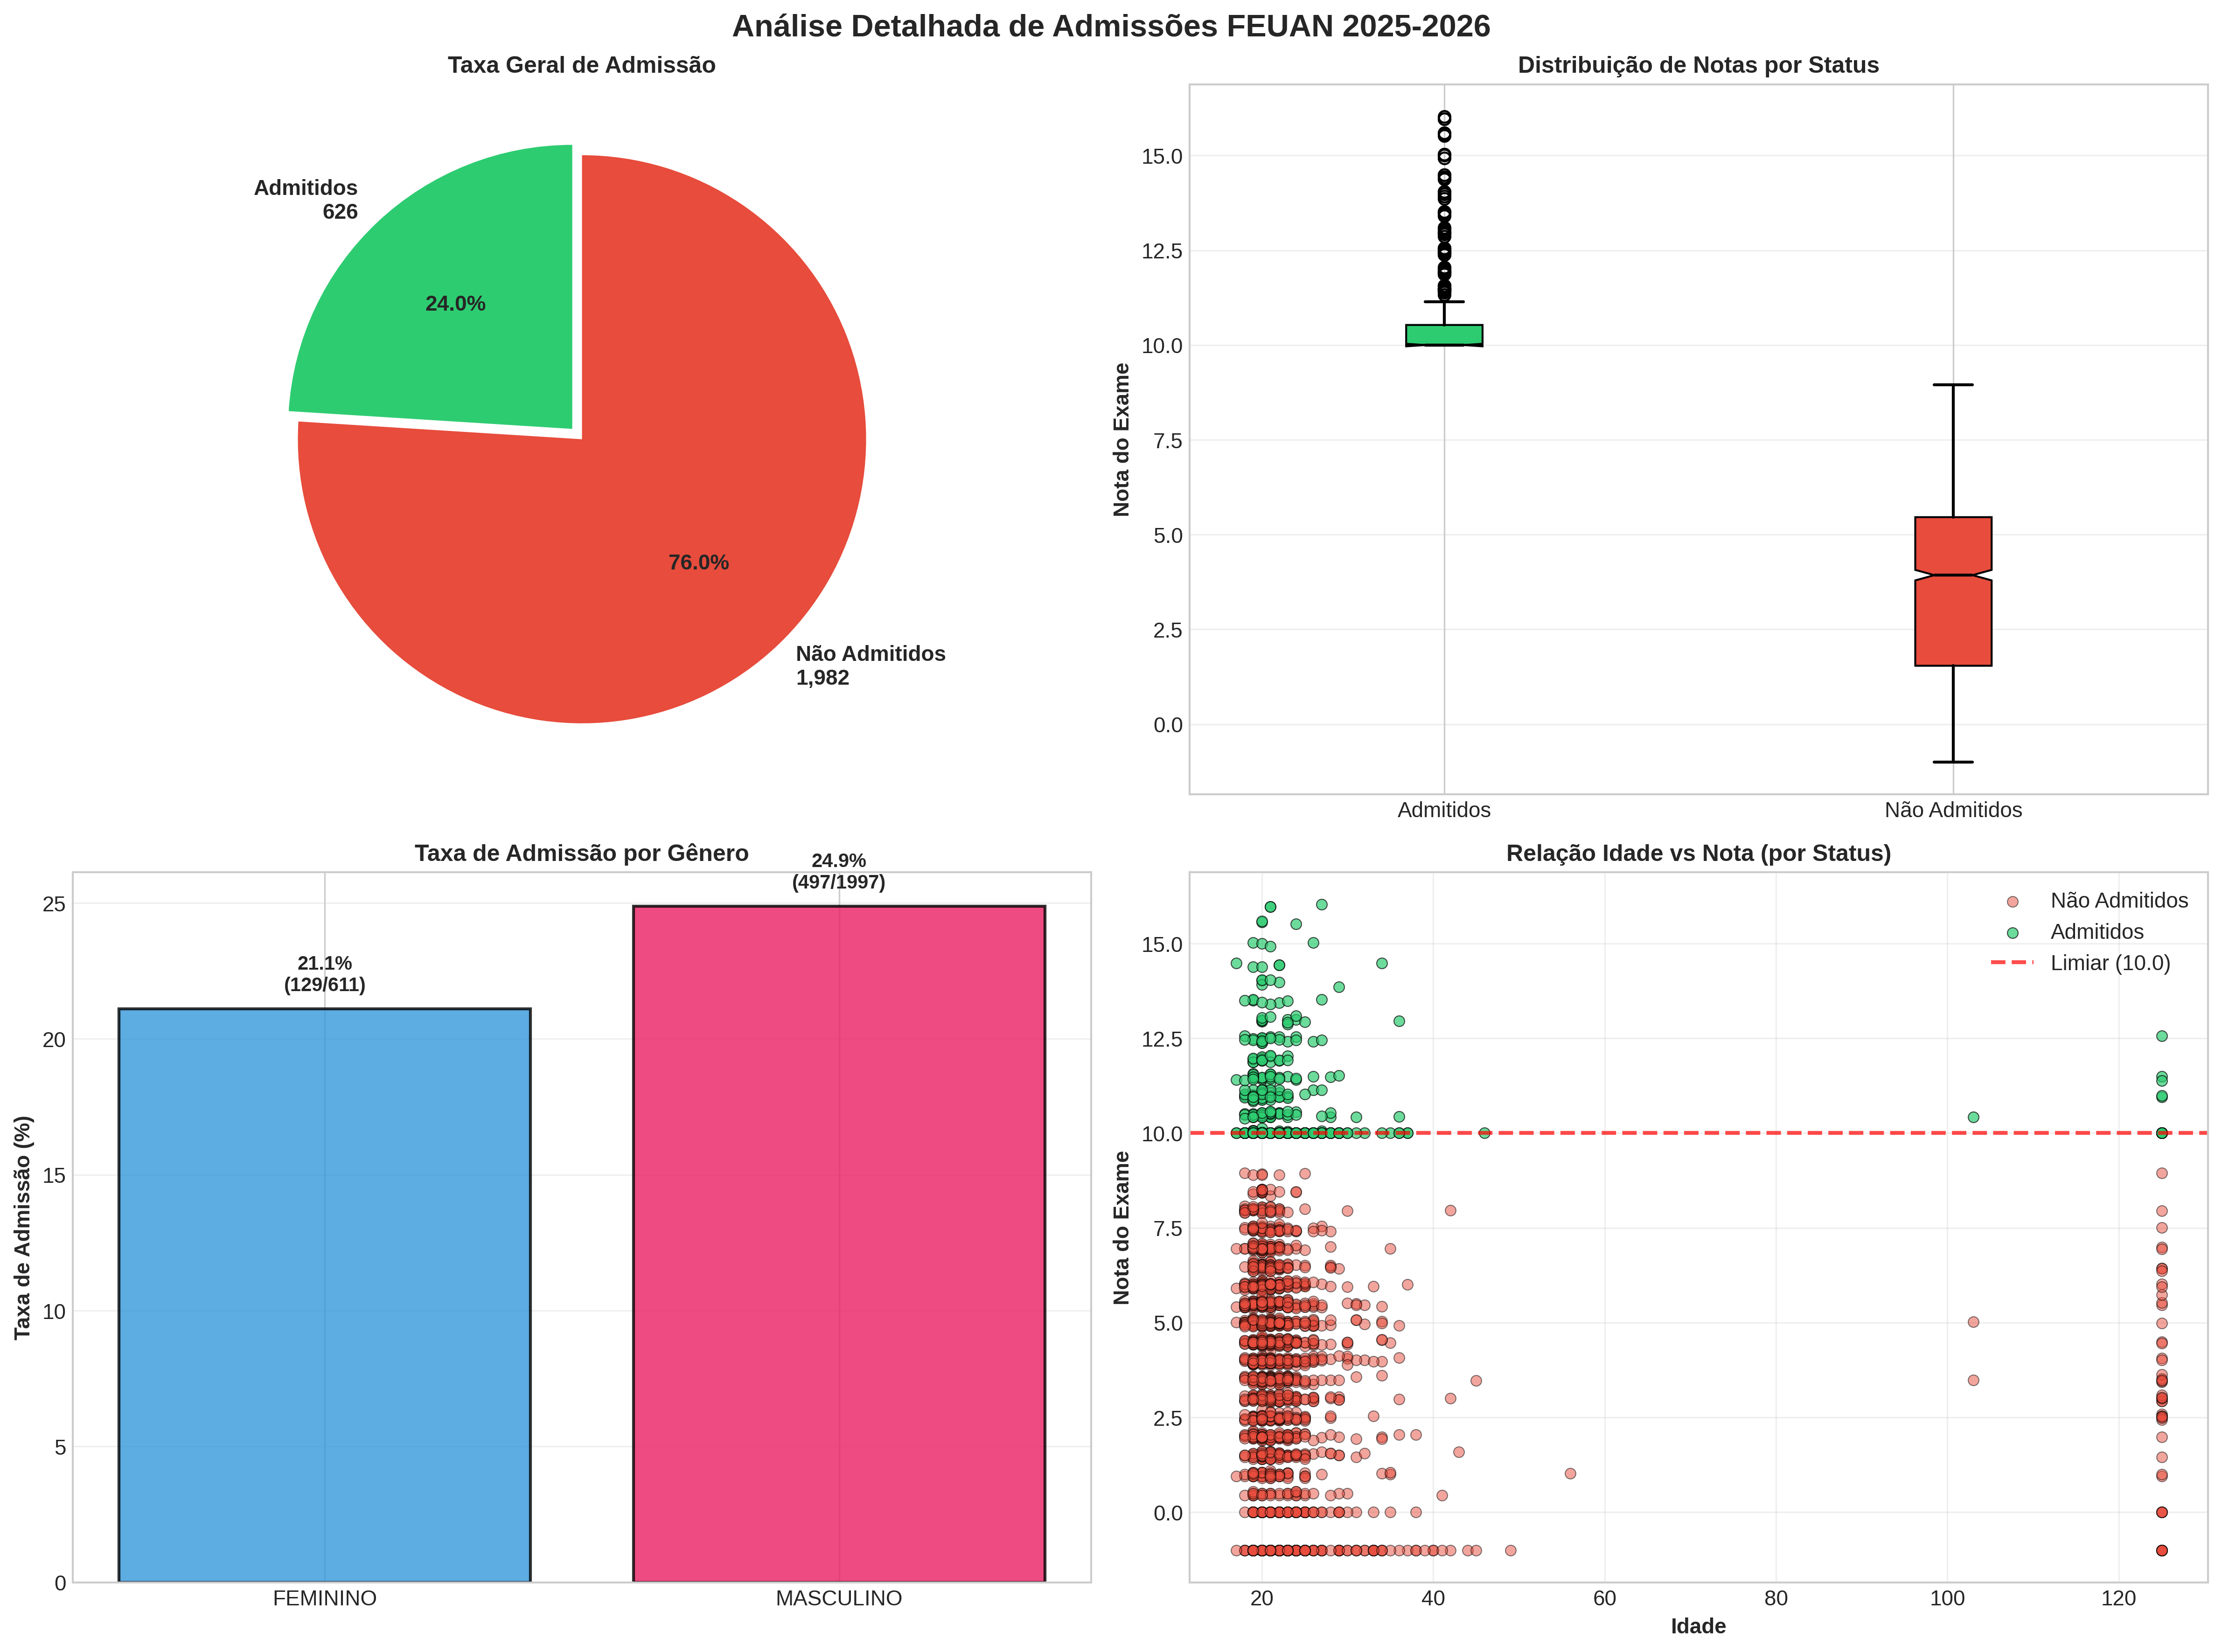 Análise Detalhada de Admissões FEUAN 2025-2026
Taxa Geral de Admissão
Admitidos
626
24.0%
76.0%
Não Admitidos
1,982
Distribuição de Notas por Status
Nota do Exame
15.0
12.5
10.0
7.5
5.0
2.5
0.0
Admitidos
Não Admitidos
Taxa de Admissão por Gênero
Taxa de Admissão (%)
25
20
15
10
5
0
21.1%
(129/611)
24.9%
(497/1997)
FEMININO
MASCULINO
Relação Idade vs Nota (por Status)
Nota do Exame
15.0
12.5
10.0
7.5
5.0
2.5
0.0
Não Admitidos
Admitidos
Limiar (10.0)
20
40
60
80
100
120
Idade